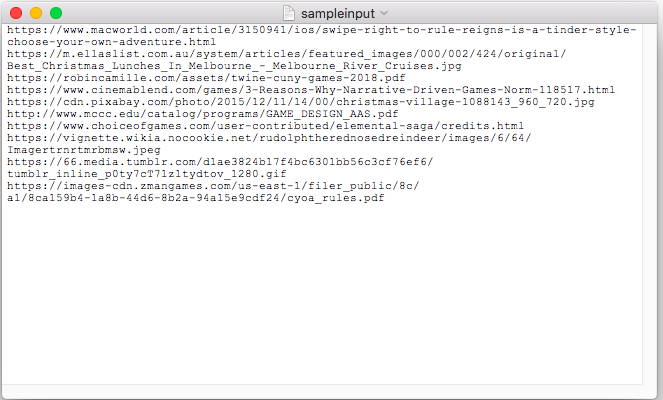 sampleinput
https://www.macworld.com/article/3150941/ios/swipe-right-to-rule-reigns-is-a-tinder-style-
choose-your-own-adventure.html
https://m.ellaslist.com.au/system/articles/featured_images/000/002/424/original/
Best_Christmas_Lunches_In_Melbourne_-_Melbourne_River_Cruises.jpg
https://robincamille.com/assets/twine-cuny-games-2018.pdf
https://www.cinemablend.com/games/3-Reasons-Why-Narrative-Driven-Games-Norm-118517.html
https://cdn.pixabay.com/photo/2015/12/11/14/00/christmas-village-1088143_960_720.jpg
http://www.mccc.edu/catalog/programs/GAME_DESIGN_AAS.pdf
https://www.choiceofgames.com/user-contributed/elemental-saga/credits.html
https://vignette.wikia.nocookie.net/rudolphtherednosedreindeer/images/6/64/
Imagertrnrtmrbmsw.jpeg
https://66.media.tumblr.com/d1ae3824b17f4bc6301bb56c3cf76ef6/
tumblr_inline_p0ty7cT71z1tydtov_1280.gif
https://images-cdn.zmangames.com/us-east-1/filer_public/8c/
a1/8ca159b4-1a8b-44d6-8b2a-94a15e9cdf24/cyoa_rules.pdf